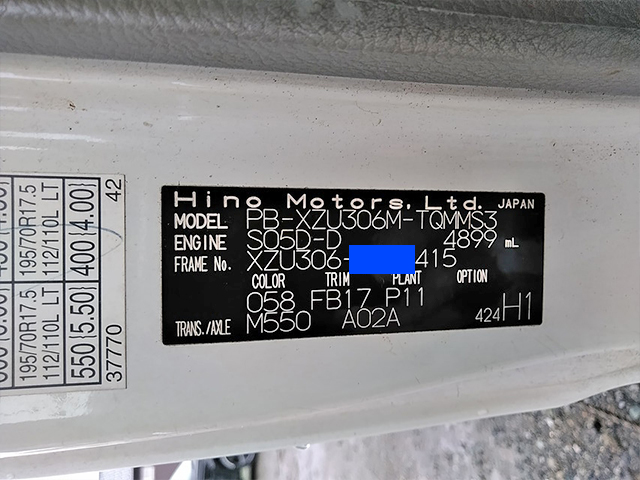 Hino Motors, Ltd. JAPAN
MODEL PB-XZU306M-TQMMS3
ENGINE S05D-D 4899 mL
FRAME No. XZU306- 415
COLOR TRIM PLANT OPTION
058 FB17 P11
TRANS./AXLE M550 A02A 424H1
195/70R17.5
112/110L LT
550{5.50}
195/70R17.5
112/110L LT
400{4.00}
37770
42